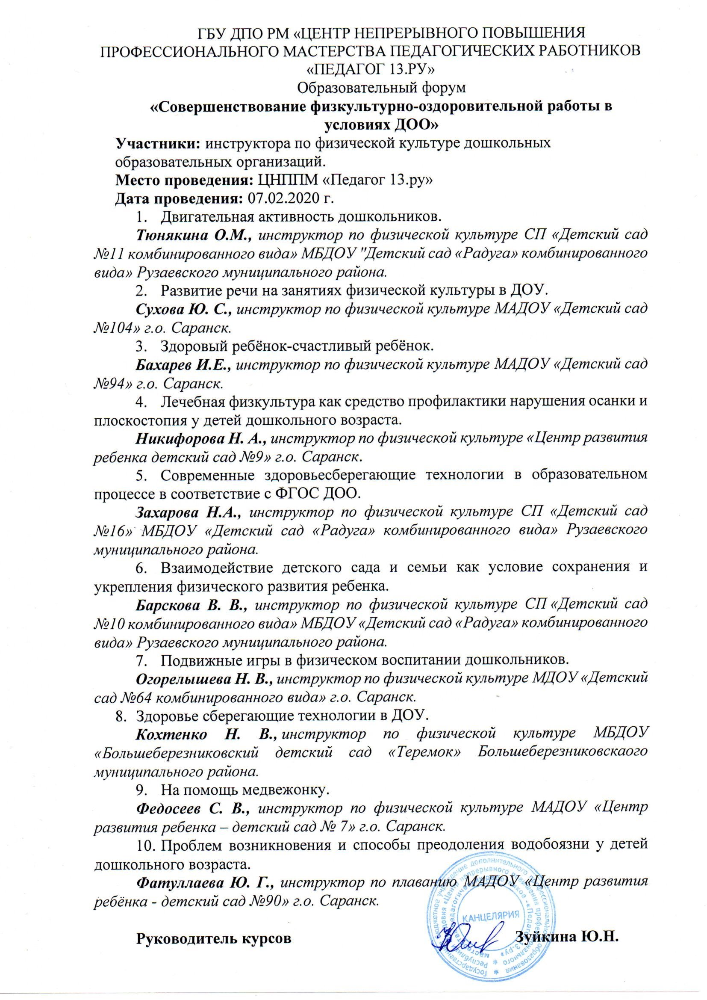 ГБУ ДПО РМ «ЦЕНТР НЕПРЕРЫВНОГО ПОВЫШЕНИЯ
ПРОФЕССИОНАЛЬНОГО МАСТЕРСТВА ПЕДАГОГИЧЕСКИХ РАБОТНИКОВ
«ПЕДАГОГ 13.РУ»
Образовательный форум
«Совершенствование физкультурно-оздоровительной работы в
условиях ДОО»
Участники: инструктора по физической культуре дошкольных
образовательных организаций.
Место проведения: ЦНППМ «Педагог 13.ру»
Дата проведения: 07.02.2020 г.
1. Двигательная активность дошкольников.
Тюнякина О.М., инструктор по физической культуре СП «Детский сад
№11 комбинированного вида» МБДОУ "Детский сад «Радуга» комбинированного
вида» Рузаевского муниципального района.
2. Развитие речи на занятиях физической культуры в ДОУ.
Сухова Ю. С., инструктор по физической культуре МАДОУ «Детский сад
№104» г.о. Саранск.
3. Здоровый ребёнок-счастливый ребёнок.
Бахарев И.Е., инструктор по физической культуре МАДОУ «Детский сад
№94» г.о. Саранск.
4. Лечебная физкультура как средство профилактики нарушения осанки и
плоскостопия у детей дошкольного возраста.
Никифорова Н. А., инструктор по физической культуре «Центр развития
ребенка детский сад №9» г.о. Саранск.
5. Современные здоровьесберегающие технологии в образовательном
процессе в соответствие с ФГОС ДОО.
Захарова Н.А., инструктор по физической культуре СП «Детский сад
№16» МБДОУ «Детский сад «Радуга» комбинированного вида» Рузаевского
муниципального района.
6. Взаимодействие детского сада и семьи как условие сохранения и
укрепления физического развития ребенка.
Барскова В. В., инструктор по физической культуре СП «Детский сад
№10 комбинированного вида» МБДОУ «Детский сад «Радуга» комбинированного
вида» Рузаевского муниципального района.
7. Подвижные игры в физическом воспитании дошкольников.
Огорелышева Н. В., инструктор по физической культуре МДОУ «Детский
сад №64 комбинированного вида» г.о. Саранск.
8. Здоровье сберегающие технологии в ДОУ.
Кохтенко Н. В., инструктор по физической культуре МБДОУ
«Большеберезниковский детский сад «Теремок» Большеберезниковскаого
муниципального района.
9. На помощь медвежонку.
Федосеев С. В., инструктор по физической культуре МАДОУ «Центр
развития ребенка – детский сад № 7» г.о. Саранск.
10. Проблем возникновения и способы преодоления водобоязни у детей
дошкольного возраста.
Фатуллаева Ю. Г., инструктор по плаванию МАДОУ «Центр развития
ребёнка - детский сад №90» г.о. Саранск.
КАНЦЕЛЯРИЯ
Руководитель курсов Зуйкина Ю.Н.